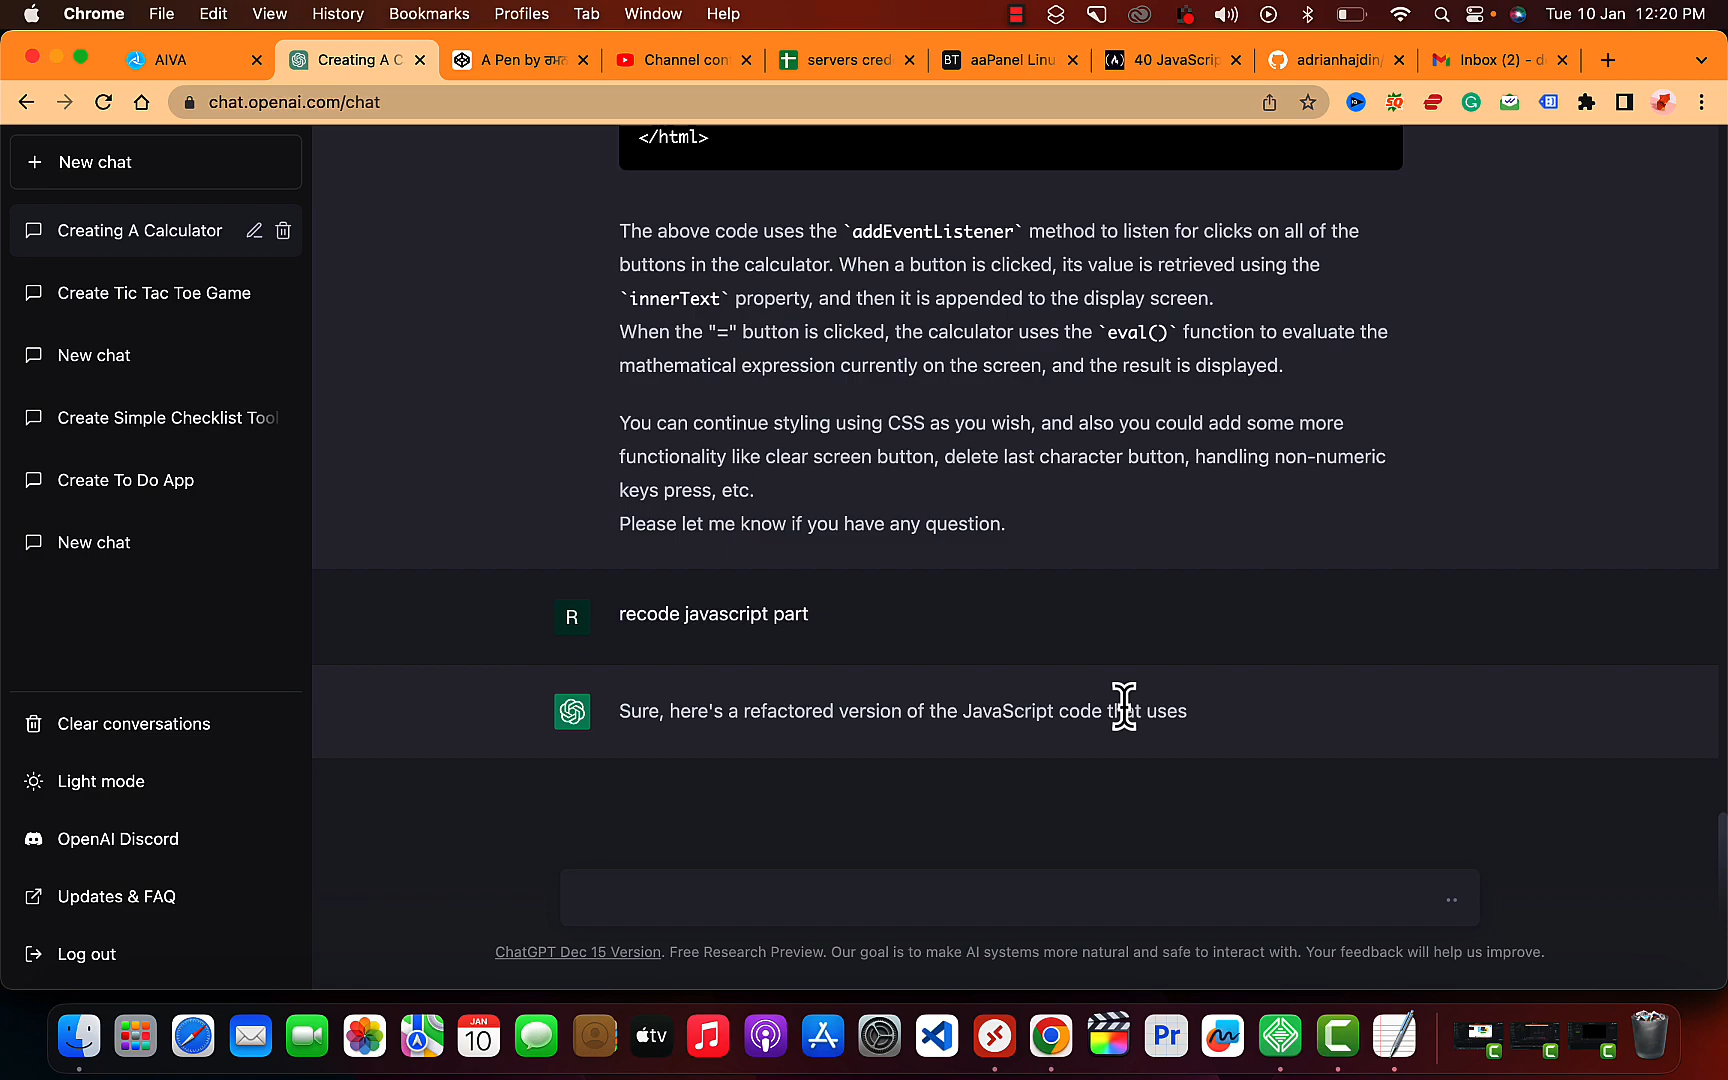 Chrome File Edit View History Bookmarks Profiles Tab Window Help Tue 10 Jan 12:20 PM
AIVA Creating A C A Pen by Channel con servers cred BT aaPanel Linu (A) 40 JavaScrip adrianhajdin/ Inbox (2) - d
chat.openai.com/chat
New chat
Creating A Calculator
Create Tic Tac Toe Game
New chat
Create Simple Checklist Tool
Create To Do App
New chat
Clear conversations
Light mode
OpenAI Discord
Updates & FAQ
Log out
</html>
The above code uses the `addEventListener` method to listen for clicks on all of the
buttons in the calculator. When a button is clicked, its value is retrieved using the
`innerText` property, and then it is appended to the display screen.
When the "=" button is clicked, the calculator uses the `eval()` function to evaluate the
mathematical expression currently on the screen, and the result is displayed.
You can continue styling using CSS as you wish, and also you could add some more
functionality like clear screen button, delete last character button, handling non-numeric
keys press, etc.
Please let me know if you have any question.
R recode javascript part
Sure, here's a refactored version of the JavaScript code that uses
ChatGPT Dec 15 Version. Free Research Preview. Our goal is to make AI systems more natural and safe to interact with. Your feedback will help us improve.
JAN
10
tv
Pr